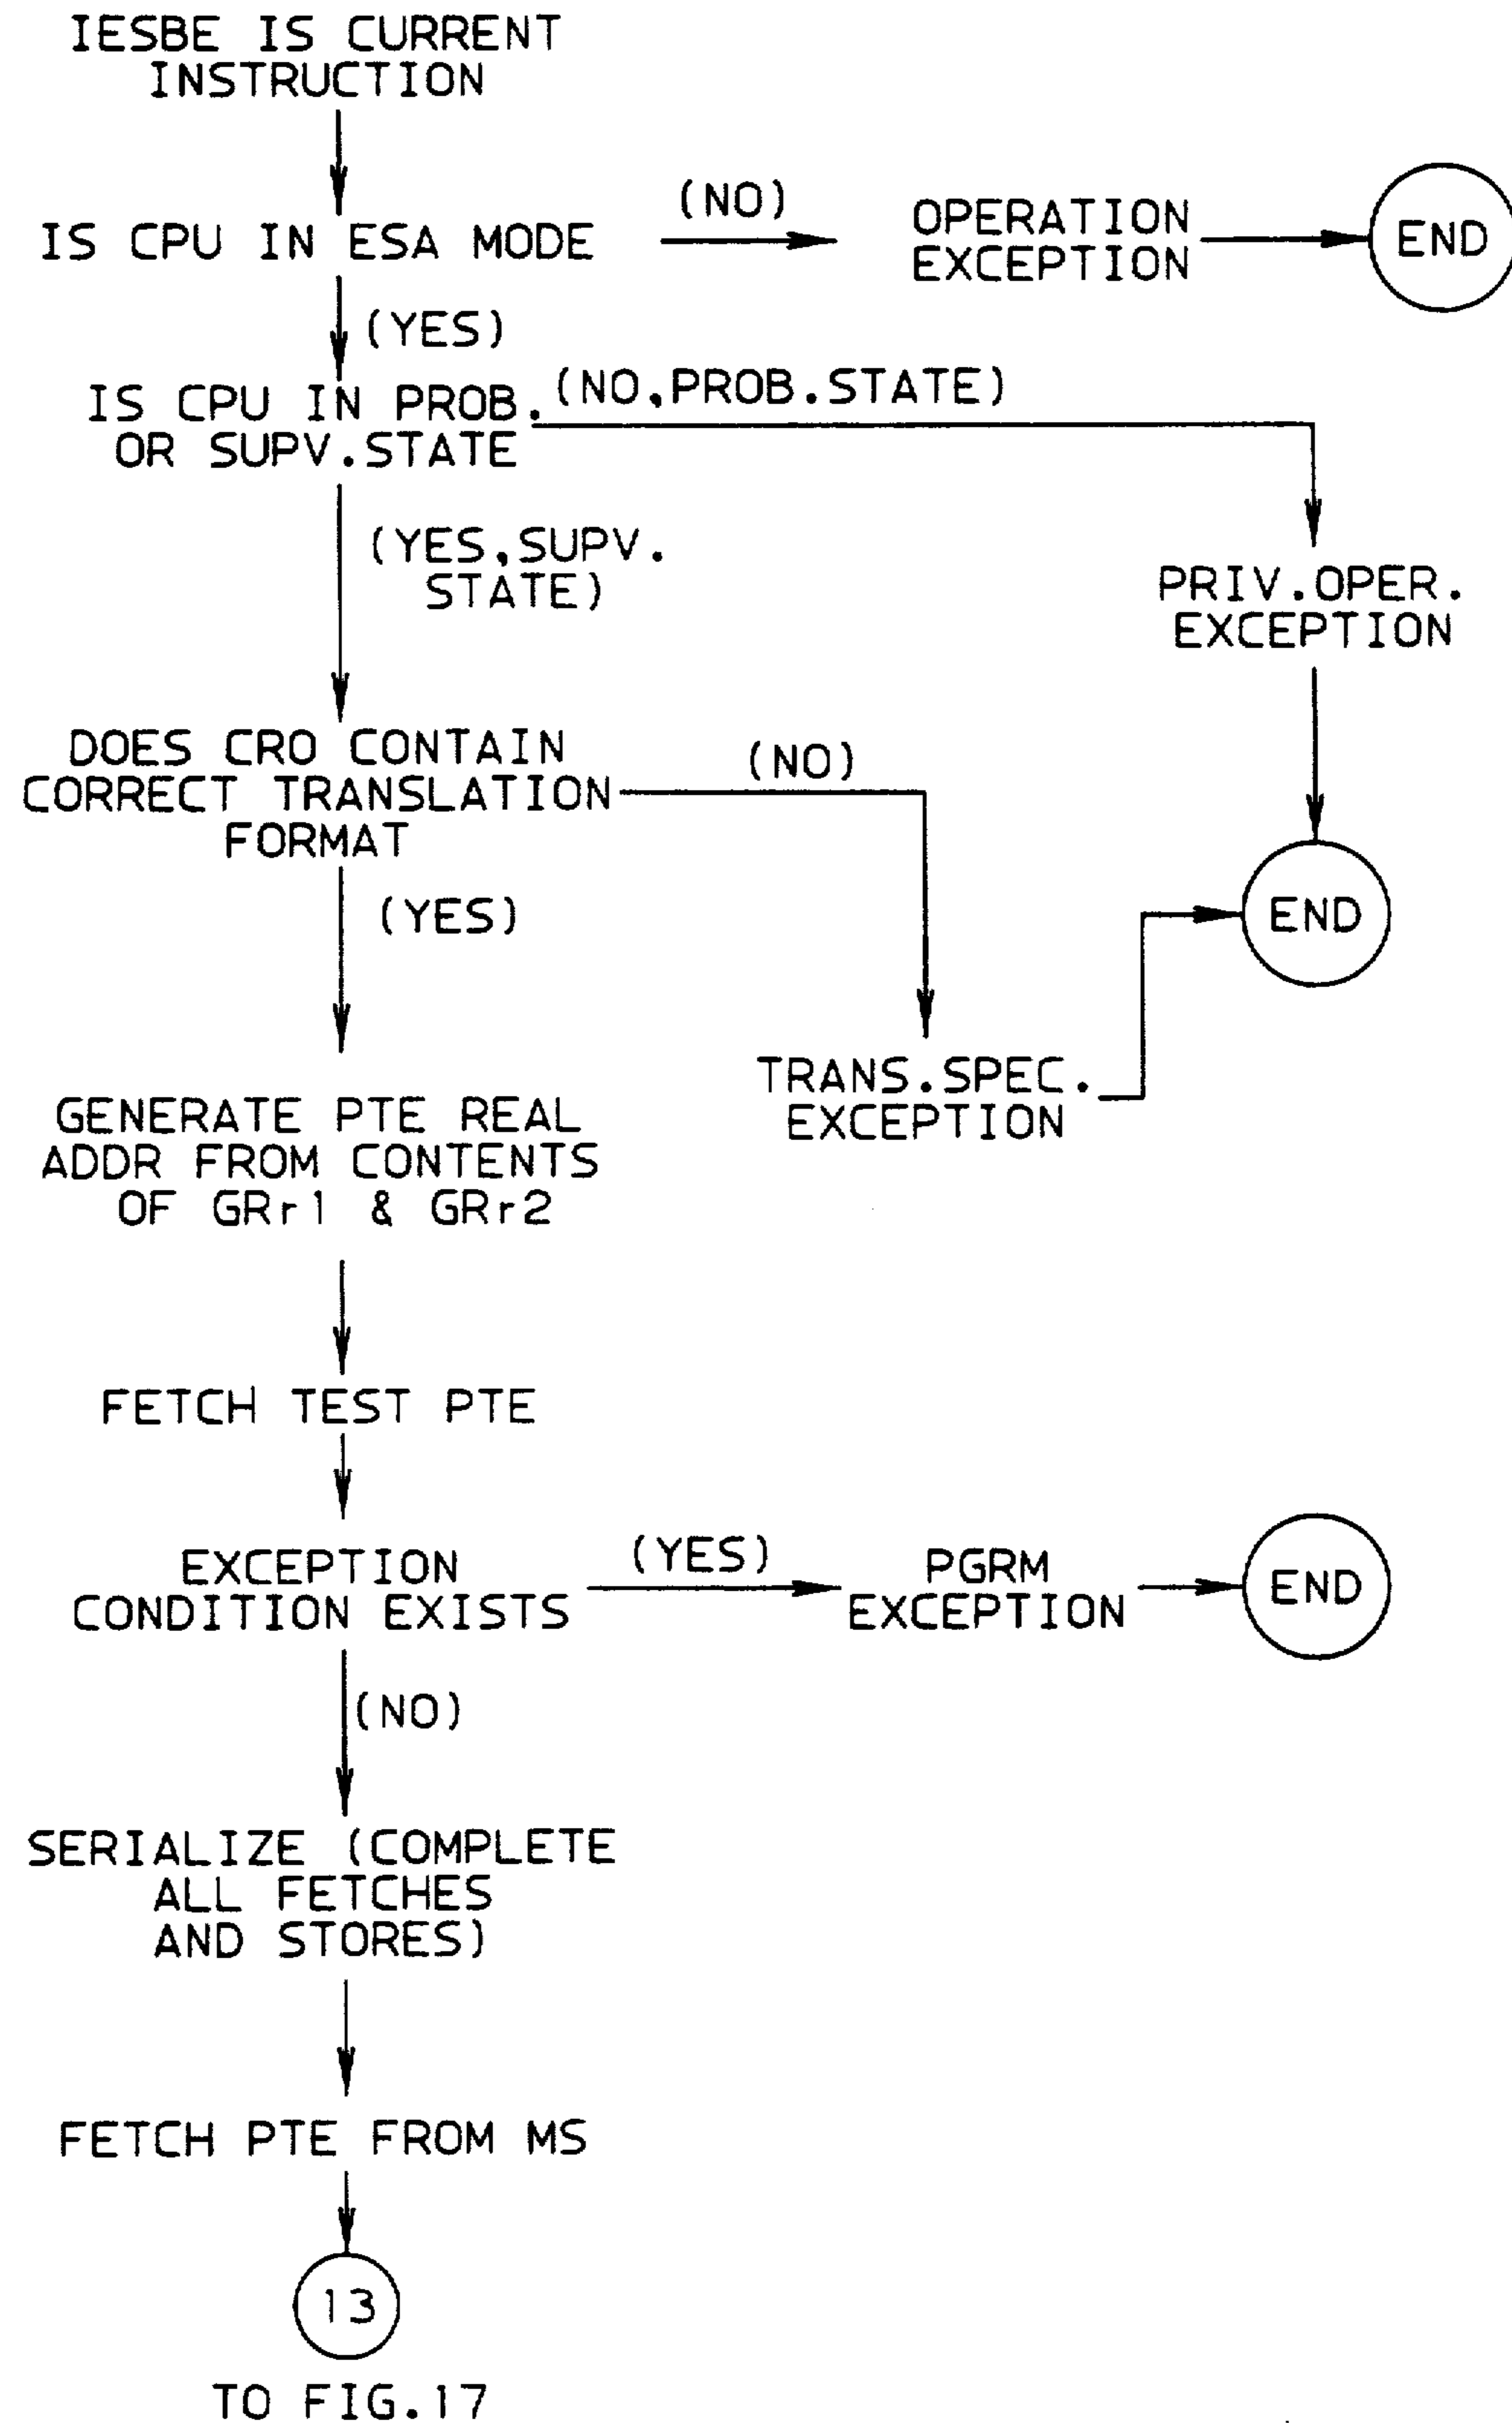 IESBE IS CURRENT
INSTRUCTION
IS CPU IN ESA MODE
(NO)
OPERATION
EXCEPTION
END
(YES)
IS CPU IN PROB.
OR SUPV.STATE
(NO,PROB.STATE)
(YES,SUPV.
STATE)
PRIV.OPER.
EXCEPTION
DOES CRO CONTAIN
CORRECT TRANSLATION
FORMAT
(NO)
(YES)
END
TRANS.SPEC.
EXCEPTION
GENERATE PTE REAL
ADDR FROM CONTENTS
OF GRr1 & GRr2
FETCH TEST PTE
EXCEPTION
CONDITION EXISTS
(YES)
PGRM
EXCEPTION
END
(NO)
SERIALIZE (COMPLETE
ALL FETCHES
AND STORES)
FETCH PTE FROM MS
13
TO FIG.17